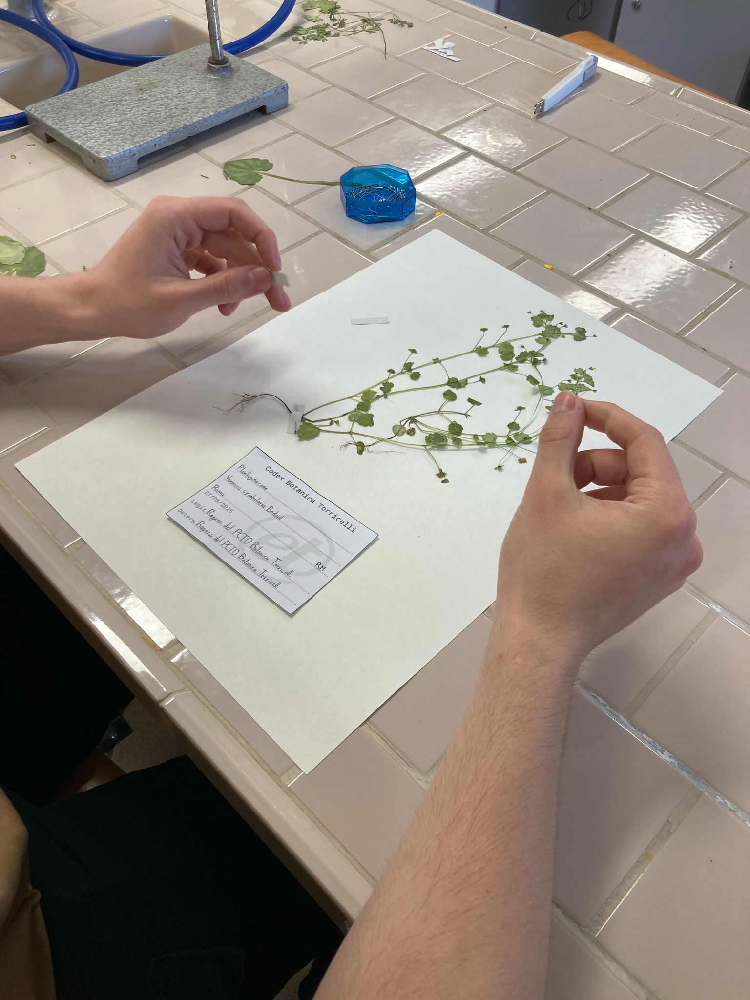 Codex Botanica Torricelli
Plantaginaceae
Veronica cymbalaria Bodard
Roma RM
27/03/2025
Legit Ragazzi del PCTO Botanica Torricelli
Determ Ragazzi del PCTO Botanica Torricelli
et